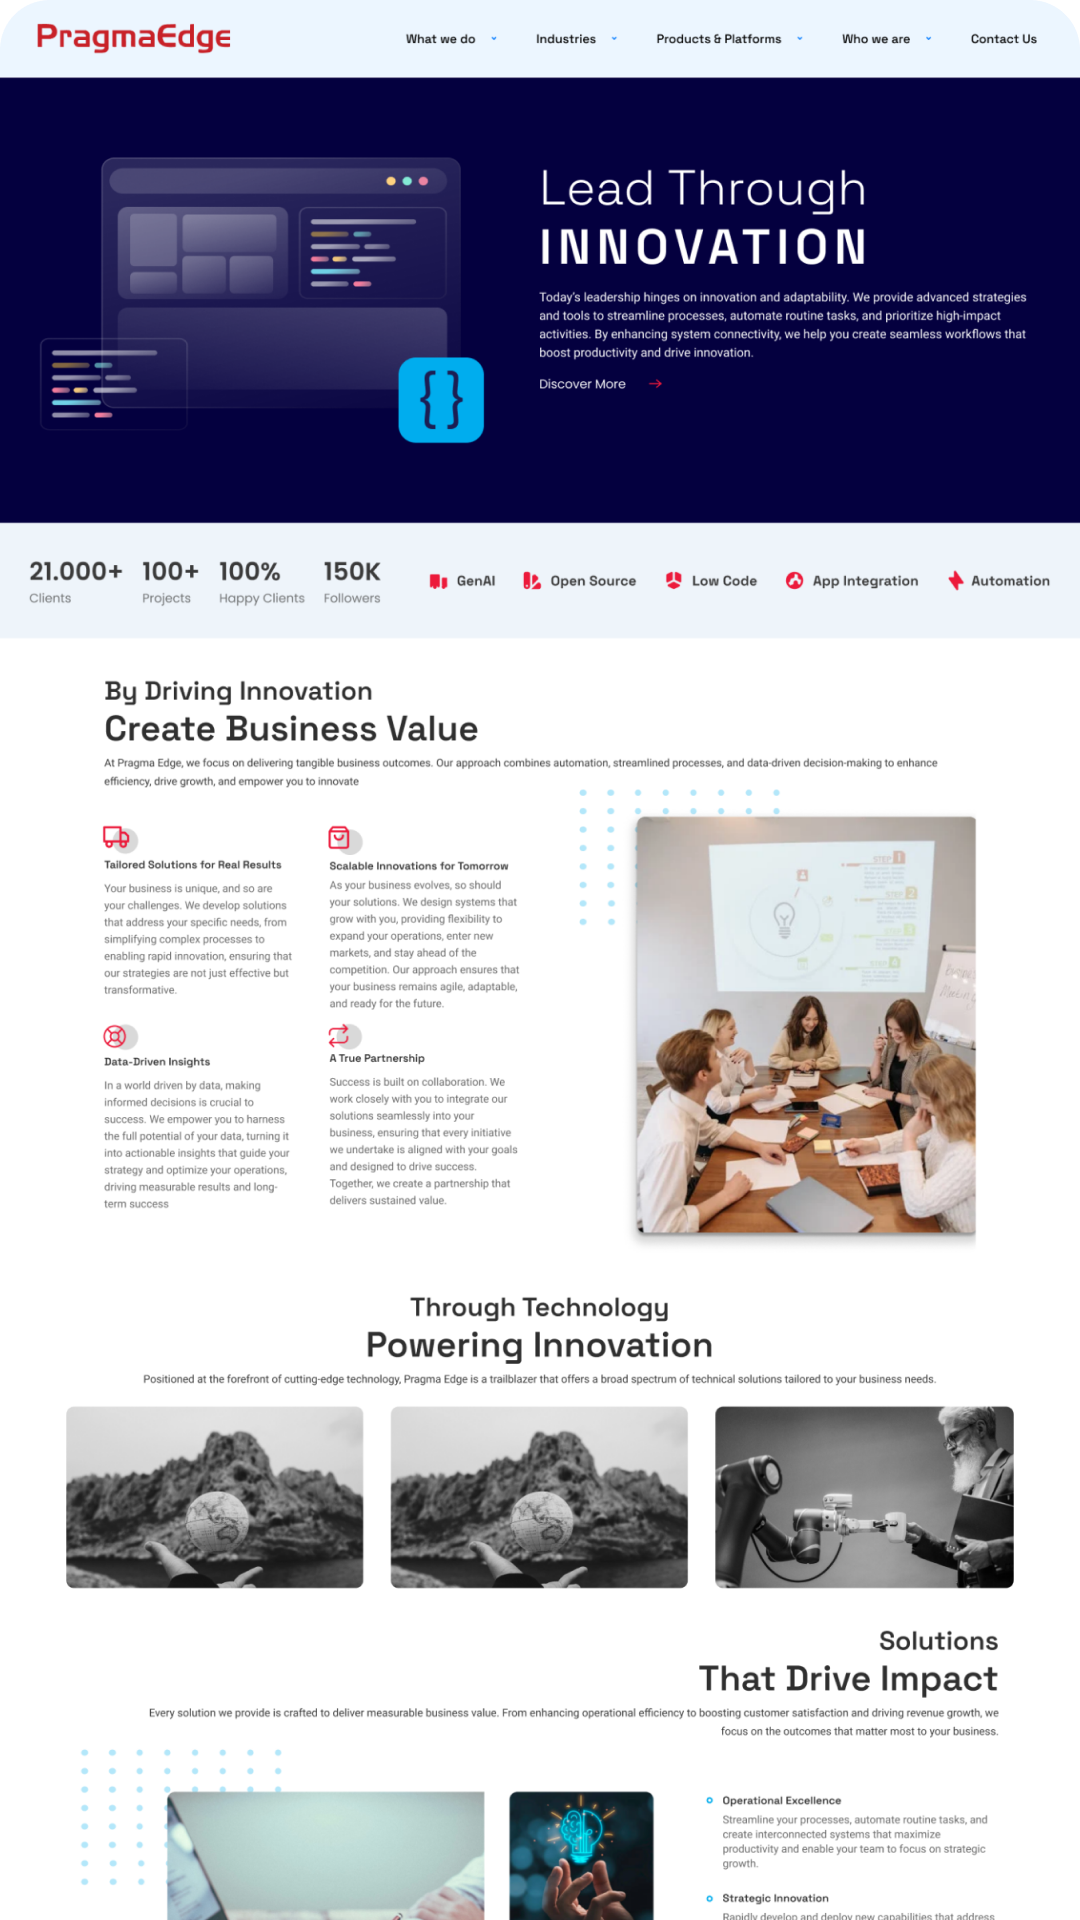 PragmaEdge
What we do
Industries
Products & Platforms
Who we are
Contact Us
Lead Through
INNOVATION
Today's leadership hinges on innovation and adaptability. We provide advanced strategies
and tools to streamline processes, automate routine tasks, and prioritize high-impact
activities. By enhancing system connectivity, we help you create seamless workflows that
boost productivity and drive innovation.
Discover More
{ }
21.000+
Clients
100+
Projects
100%
Happy Clients
150K
Followers
GenAI
Open Source
Low Code
App Integration
Automation
By Driving Innovation
Create Business Value
At Pragma Edge, we focus on delivering tangible business outcomes. Our approach combines automation, streamlined processes, and data-driven decision-making to enhance
efficiency, drive growth, and empower you to innovate
Tailored Solutions for Real Results
Your business is unique, and so are
your challenges. We develop solutions
that address your specific needs, from
simplifying complex processes to
enabling rapid innovation, ensuring that
our strategies are not just effective but
transformative.
Scalable Innovations for Tomorrow
As your business evolves, so should
your solutions. We design systems that
grow with you, providing flexibility to
expand your operations, enter new
markets, and stay ahead of the
competition. Our approach ensures that
your business remains agile, adaptable,
and ready for the future.
STEP 1
STEP 2
STEP 3
STEP
Data-Driven Insights
In a world driven by data, making
informed decisions is crucial to
success. We empower you to harness
the full potential of your data, turning it
into actionable insights that guide your
strategy and optimize your operations,
driving measurable results and long-
term success
A True Partnership
Success is built on collaboration. We
work closely with you to integrate our
solutions seamlessly into your
business, ensuring that every initiative
we undertake is aligned with your goals
and designed to drive success.
Together, we create a partnership that
delivers sustained value.
Through Technology
Powering Innovation
Positioned at the forefront of cutting-edge technology, Pragma Edge is a trailblazer that offers a broad spectrum of technical solutions tailored to your business needs.
Solutions
That Drive Impact
Every solution we provide is crafted to deliver measurable business value. From enhancing operational efficiency to boosting customer satisfaction and driving revenue growth, we
focus on the outcomes that matter most to your business.
Operational Excellence
Streamline your processes, automate routine tasks, and
create interconnected systems that maximize
productivity and enable your team to focus on strategic
growth.
Strategic Innovation
Rapidly develop and deploy new capabilities that address